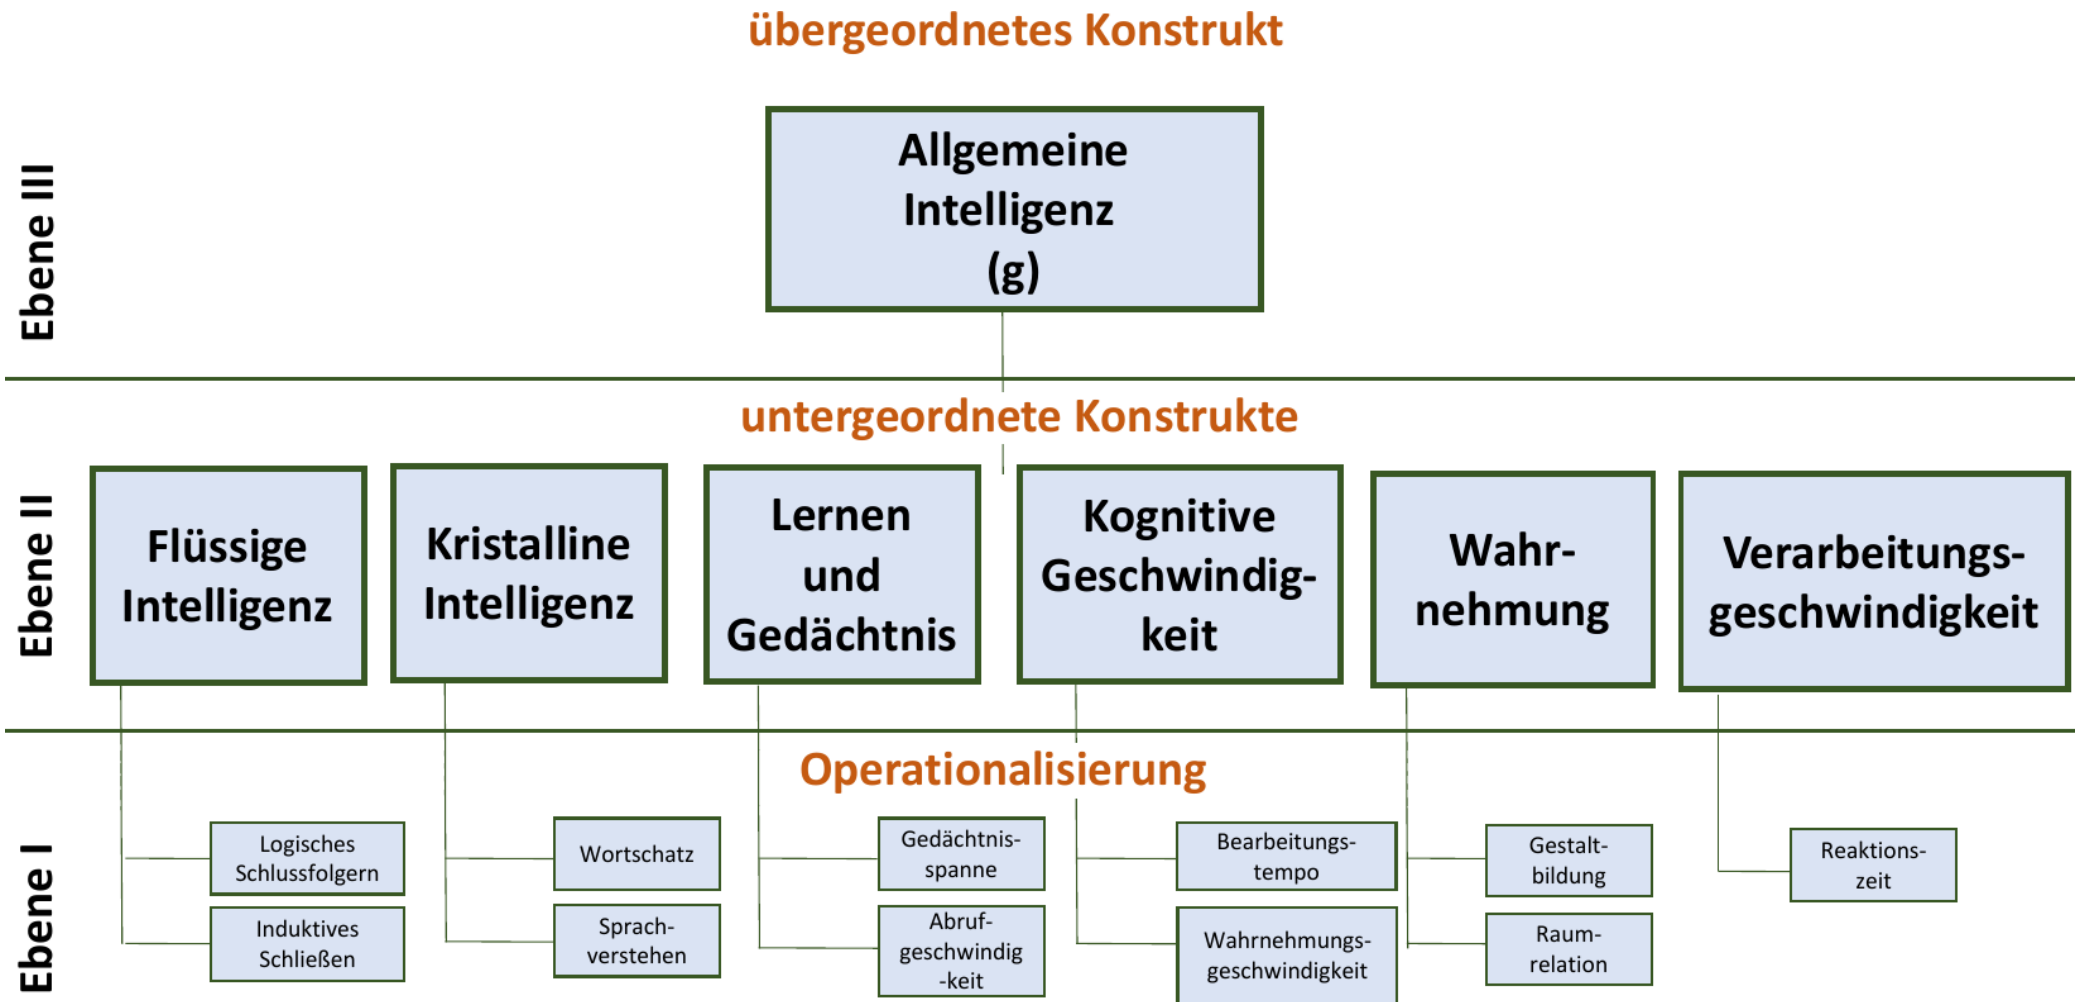 übergeordnetes Konstrukt
Ebene III
Allgemeine
Intelligenz
(g)
untergeordnete Konstrukte
Ebene II
Flüssige
Intelligenz
Kristalline
Intelligenz
Lernen
und
Gedächtnis
Kognitive
Geschwindig-
keit
Wahr-
nehmung
Verarbeitungs-
geschwindigkeit
Operationalisierung
Ebene I
Logisches
Schlussfolgern
Induktives
Schließen
Wortschatz
Sprach-
verstehen
Gedächtnis-
spanne
Abruf-
geschwindig
-keit
Bearbeitungs-
tempo
Wahrnehmungs-
geschwindigkeit
Gestalt-
bildung
Raum-
relation
Reaktions-
zeit